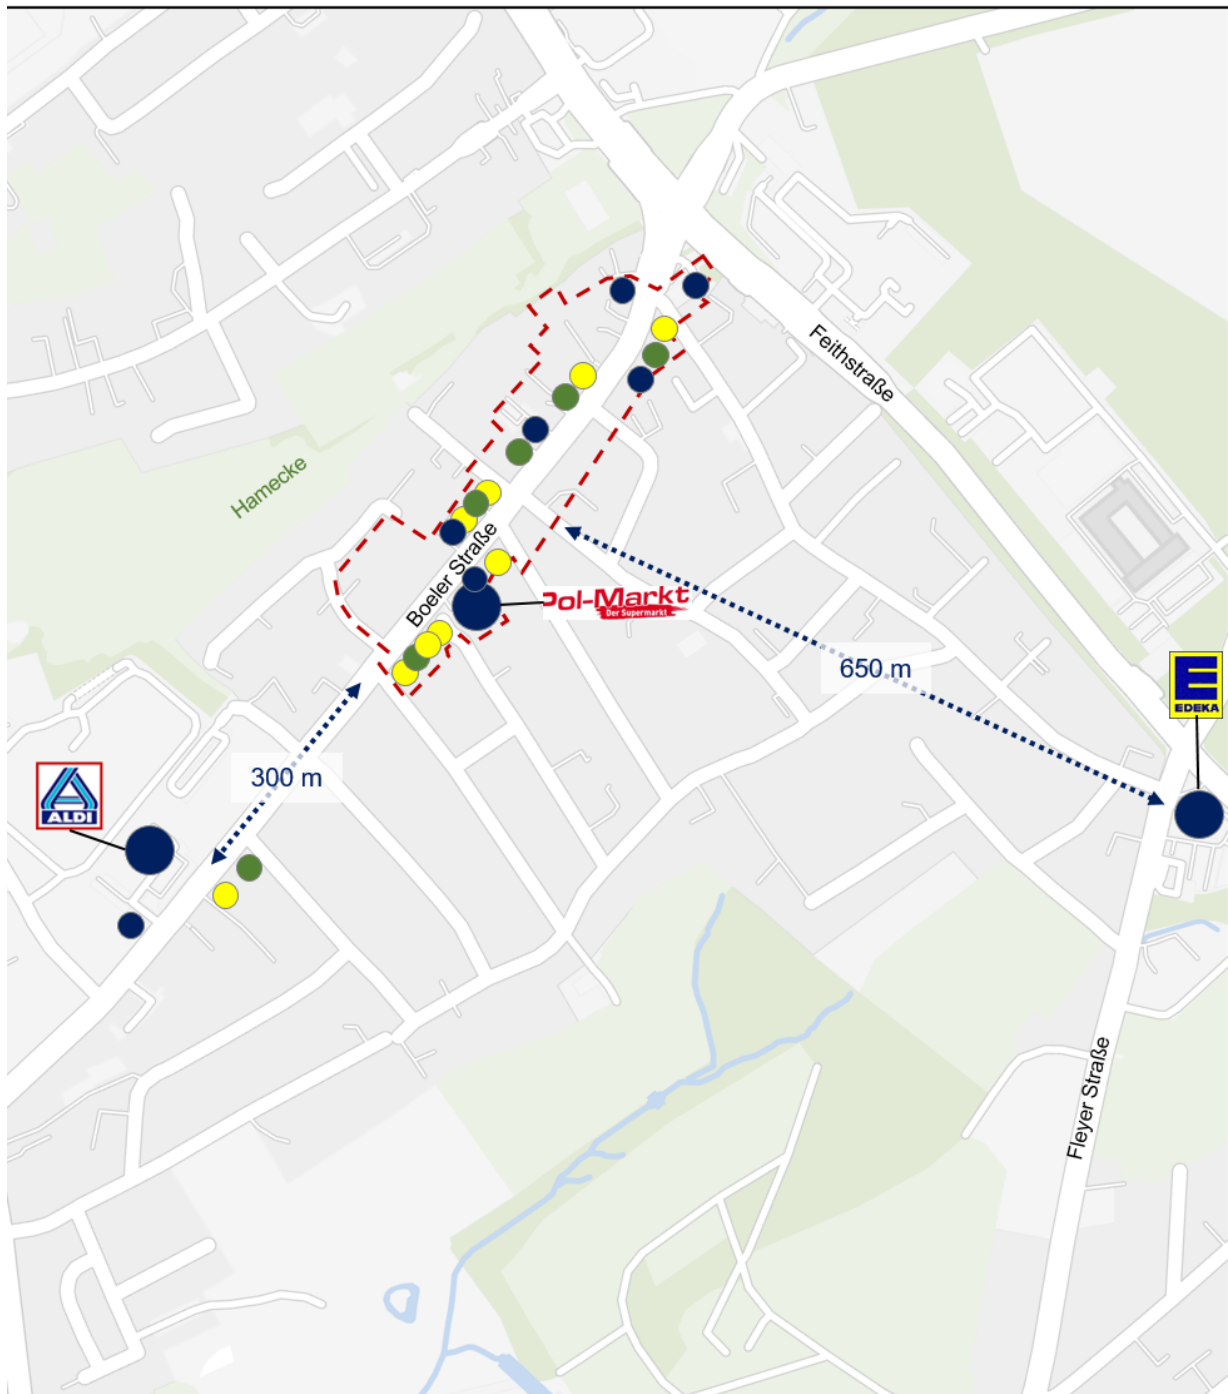 Feithstraße
Hamecke
Boeler Straße
Pol-Markt
Der Supermarkt
650 m
EDEKA
300 m
ALDI
Fleyer Straße